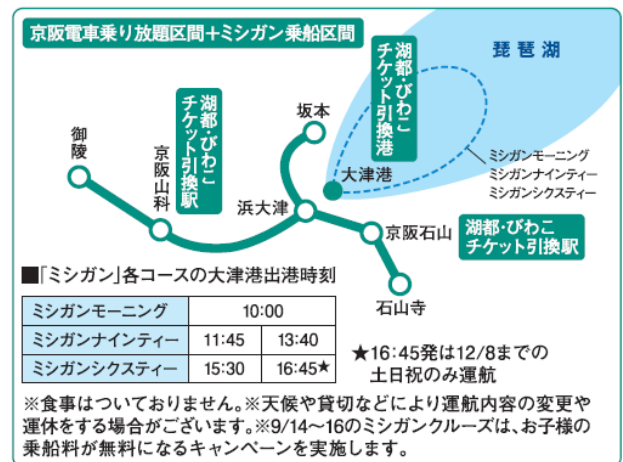 京阪電車乗り放題区間＋ミシガン乗船区間
琵琶湖
湖都・びわこ
チケット引換港
湖都・びわこ
チケット引換駅
坂本
御陵
京阪山科
大津港
浜大津
ミシガンモーニング
ミシガンナインティー
ミシガンシクスティー
京阪石山
湖都・びわこ
チケット引換駅
石山寺
■「ミシガン」各コースの大津港出港時刻
ミシガンモーニング 10:00
ミシガンナインティー 11:45 13:40
ミシガンシクスティー 15:30 16:45★
★16:45発は12/8までの
土日祝のみ運航
※食事はついておりません。※天候や貸切などにより運航内容の変更や
運休をする場合がございます。※9/14〜16のミシガンクルーズは、お子様の
乗船料が無料になるキャンペーンを実施します。